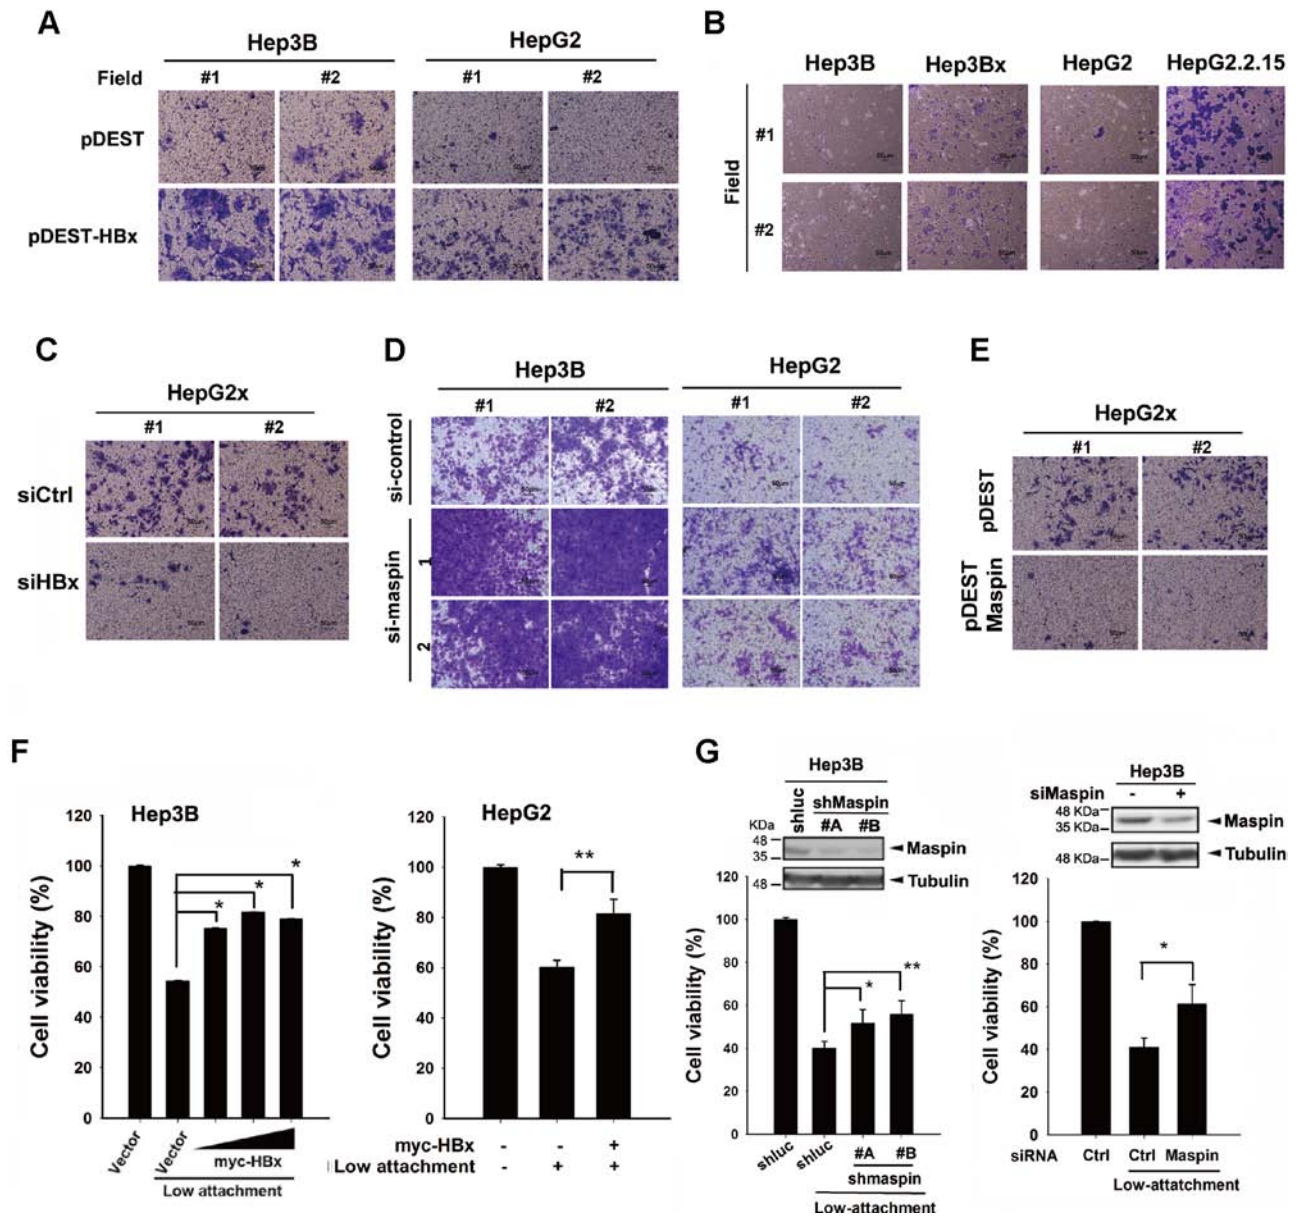 A
Hep3B HepG2
Field #1 #2 #1 #2
pDEST
pDEST-HBx
B
Hep3B Hep3Bx HepG2 HepG2.2.15
Field
#1
#2
C
HepG2x
#1 #2
siCtrl
siHBx
D
Hep3B HepG2
#1 #2 #1 #2
si-control
si-maspin
1
2
E
HepG2x
#1 #2
pDEST
pDEST
Maspin
F
Hep3B
Cell viability (%)
120
100
80
60
40
20
0
* * *
Vector Vector myc-HBx
Low attachment
HepG2
Cell viability (%)
120
100
80
60
40
20
0
**
myc-HBx - - +
Low attachment - + +
G
Hep3B
shluc shMaspin
KDa #A #B
48
35
Maspin
48
Tubulin
Cell viability (%)
120
100
80
60
40
20
0
* **
shluc shluc #A #B
shmaspin
Low-attachment
Hep3B
siMaspin - +
48 KDa
35 KDa
Maspin
48 KDa
Tubulin
Cell viability (%)
120
100
80
60
40
20
0
*
siRNA Ctrl Ctrl Maspin
Low-attatchment